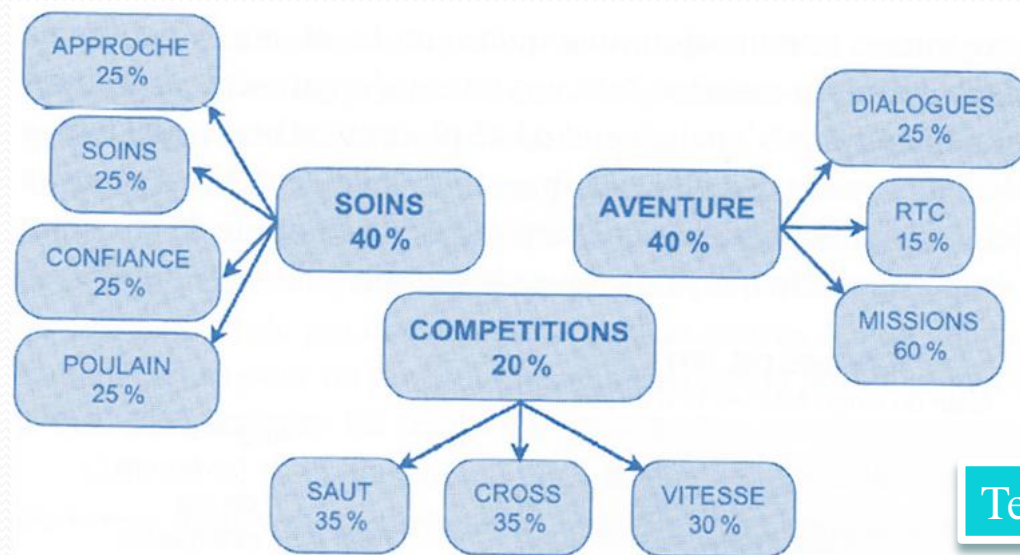 APPROCHE
25 %
SOINS
25 %
CONFIANCE
25 %
POULAIN
25 %
SOINS
40 %
AVENTURE
40 %
DIALOGUES
25 %
RTC
15 %
MISSIONS
60 %
COMPETITIONS
20 %
SAUT
35 %
CROSS
35 %
VITESSE
30 %
Te